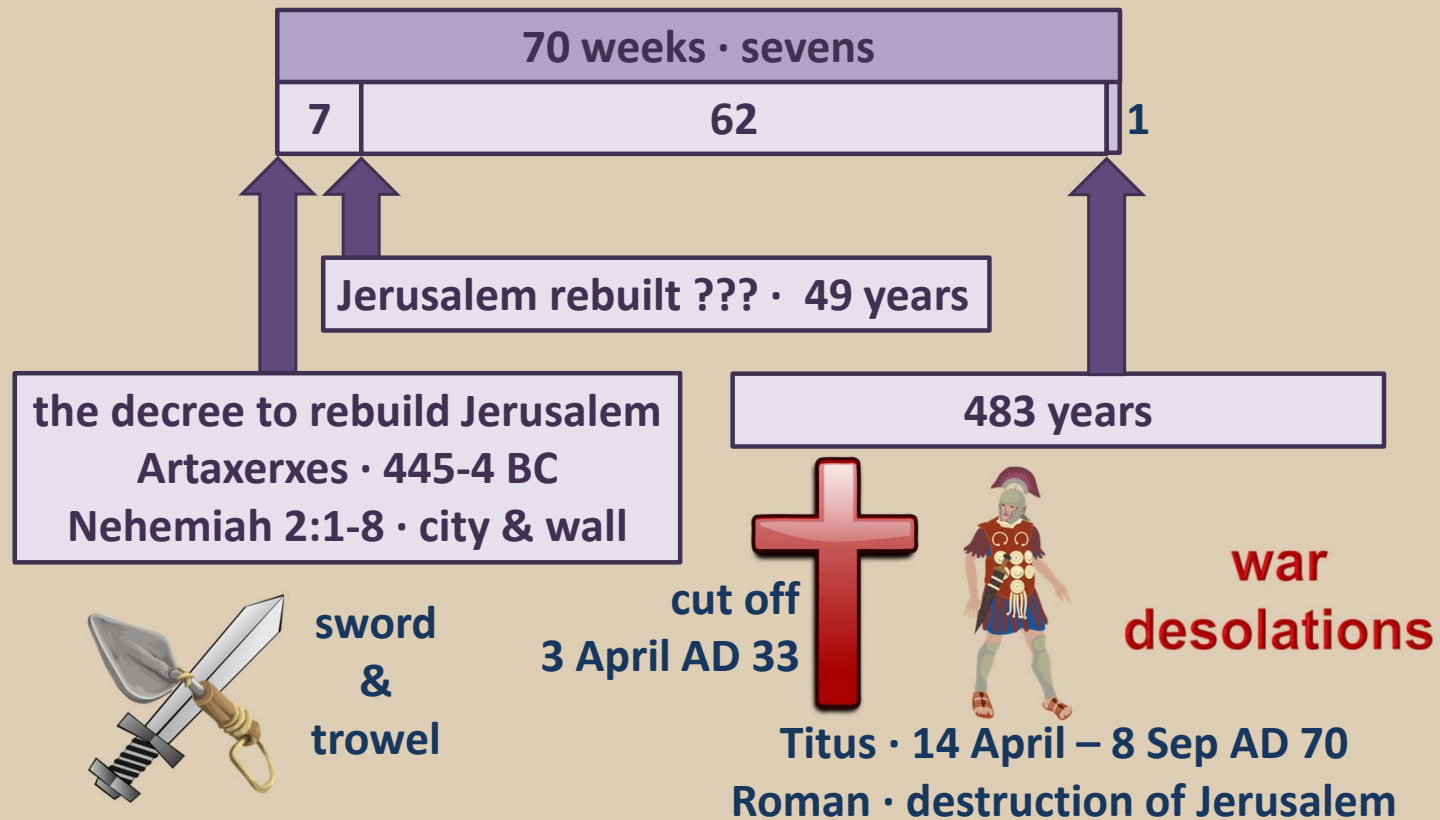 70 weeks · sevens
7
62
1
Jerusalem rebuilt ??? · 49 years
the decree to rebuild Jerusalem
Artaxerxes · 445-4 BC
Nehemiah 2:1-8 · city & wall
483 years
sword
&
trowel
cut off
3 April AD 33
war
desolations
Titus · 14 April – 8 Sep AD 70
Roman · destruction of Jerusalem